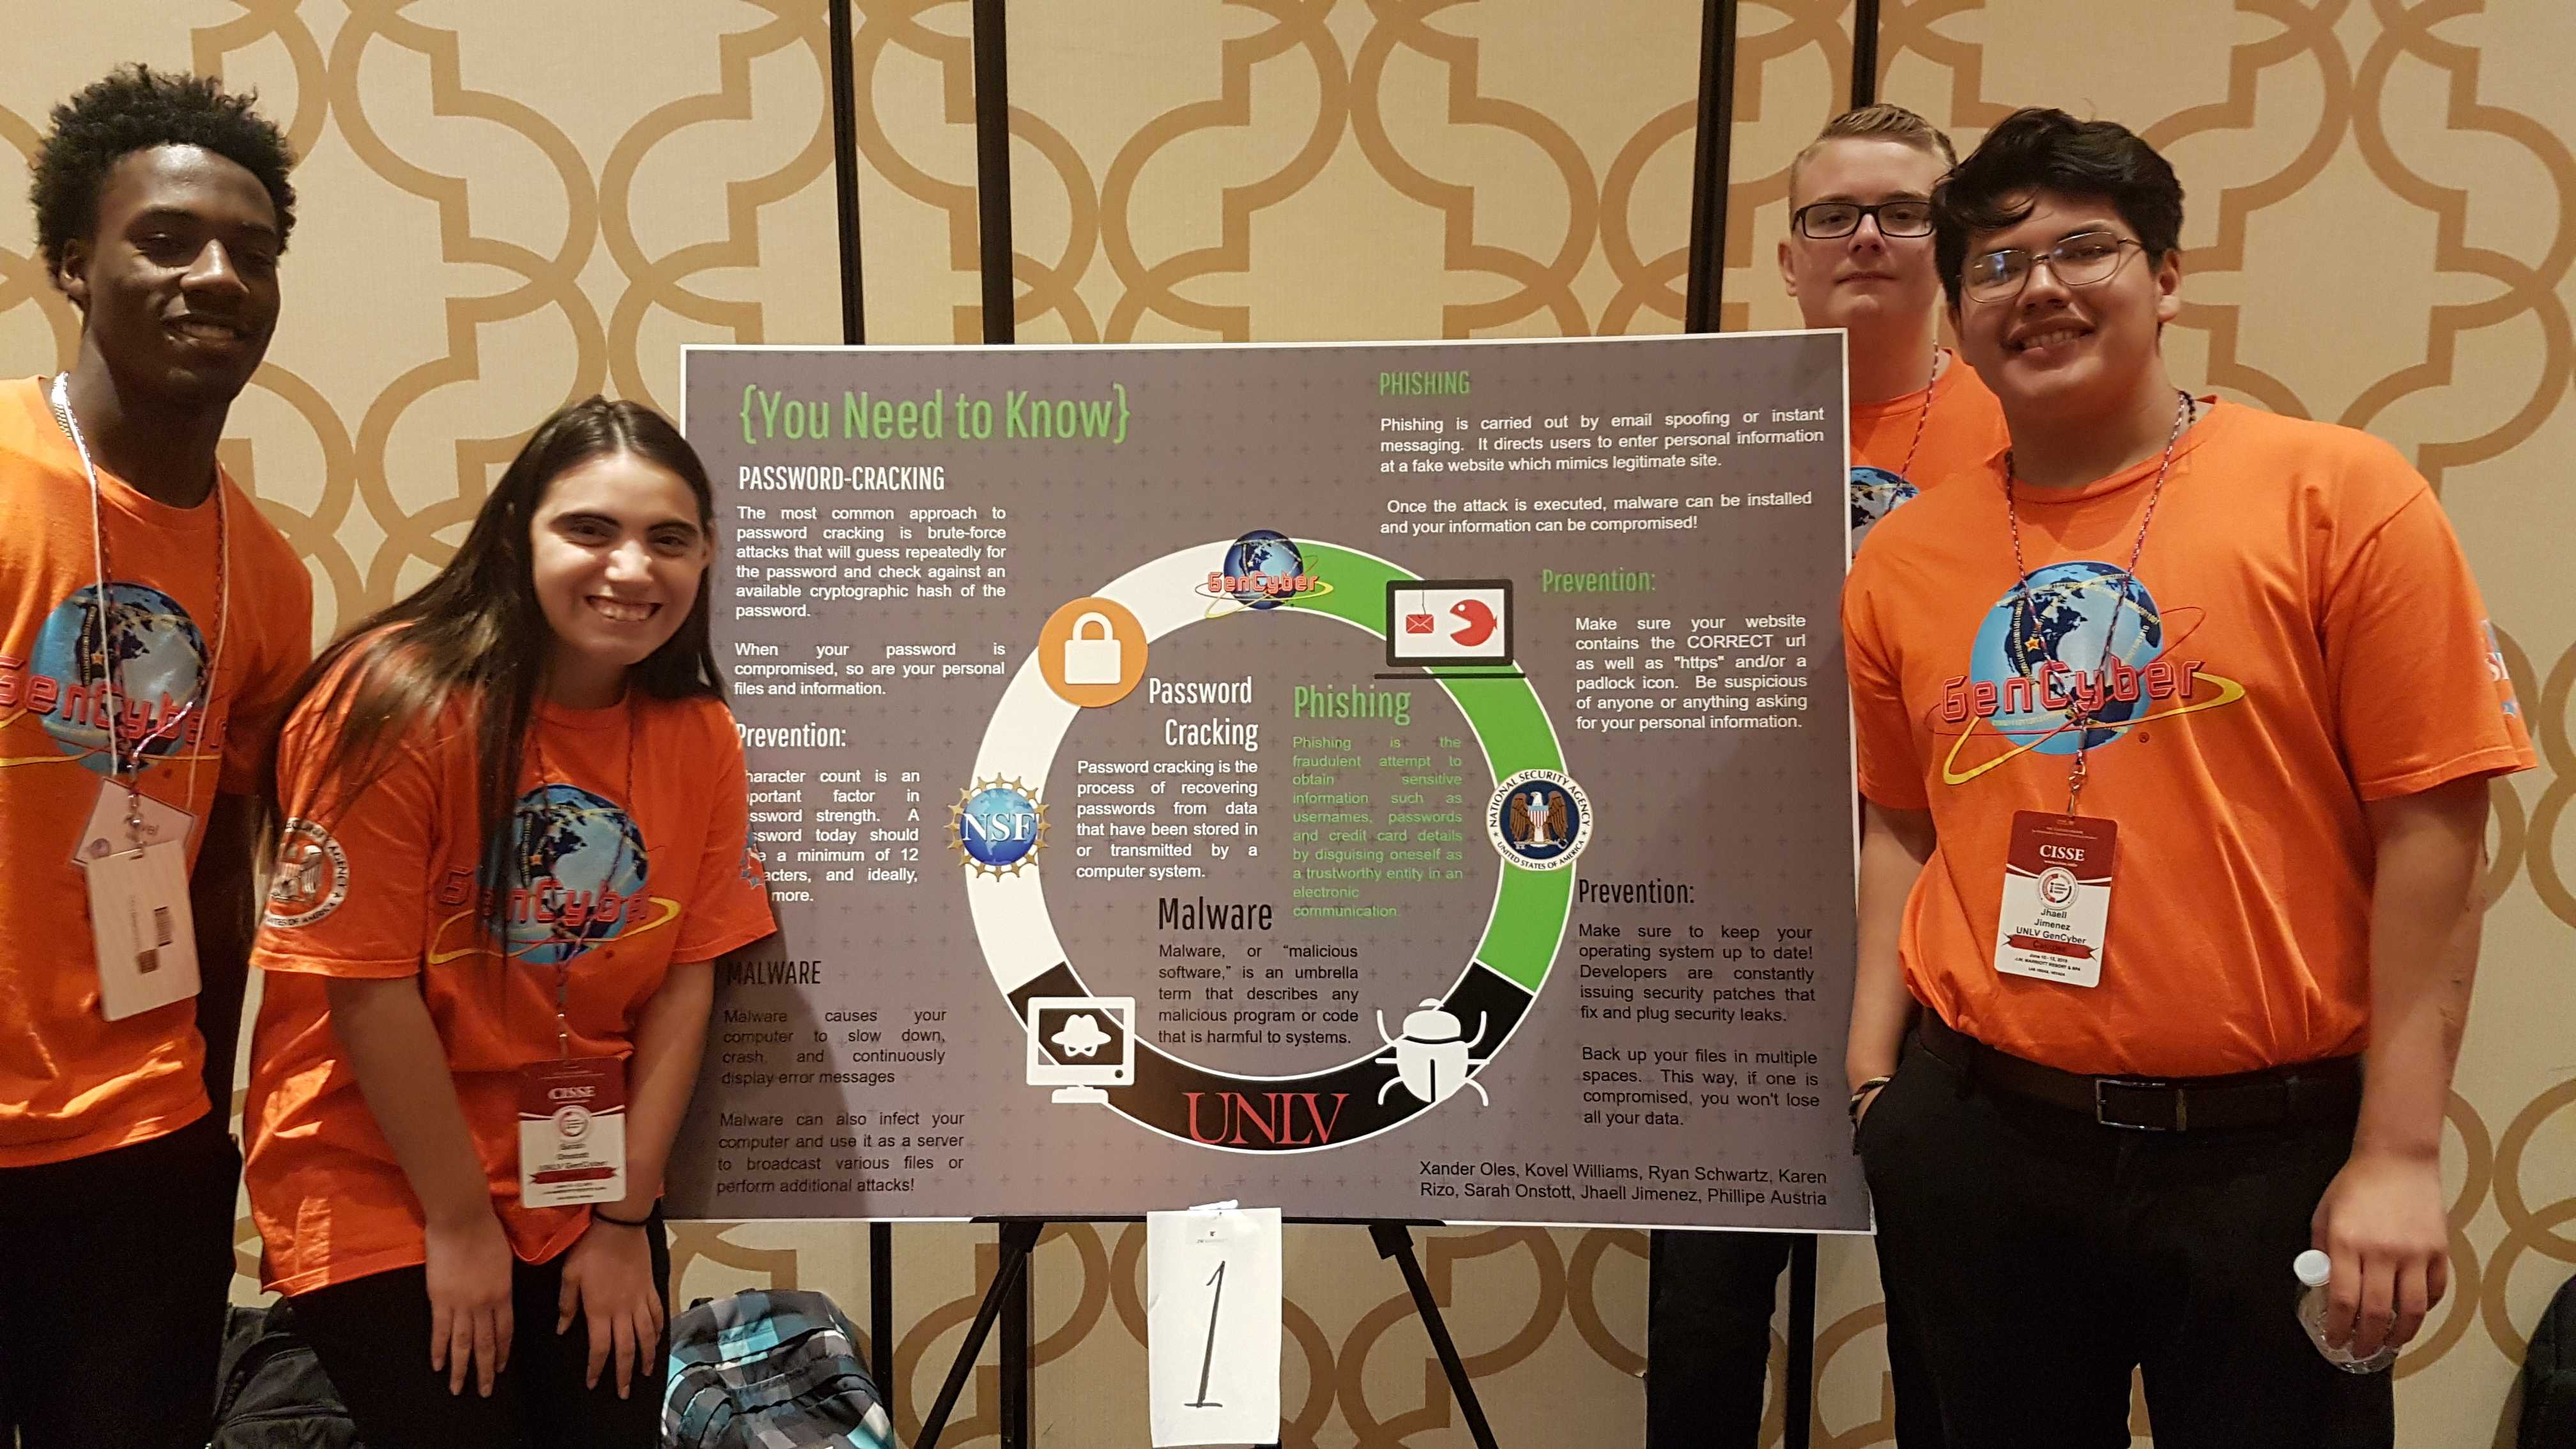 {You Need to Know}
PASSWORD-CRACKING
The most common approach to
password cracking is brute-force
attacks that will guess repeatedly for
the password and check against an
available cryptographic hash of the
password.
When your password is
compromised, so are your personal
files and information.
Prevention:
haracter count is an
portant factor in
ssword strength. A
ssword today should
e a minimum of 12
acters, and ideally,
more.
MALWARE
Malware causes your
computer to slow down,
crash, and continuously
display error messages
Malware can also infect your
computer and use it as a server
to broadcast various files or
perform additional attacks!
PHISHING
Phishing is carried out by email spoofing or instant
messaging. It directs users to enter personal information
at a fake website which mimics legitimate site.
Once the attack is executed, malware can be installed
and your information can be compromised!
Prevention:
Make sure your website
contains the CORRECT url
as well as "https" and/or a
padlock icon. Be suspicious
of anyone or anything asking
for your personal information.
Prevention:
Make sure to keep your
operating system up to date!
Developers are constantly
issuing security patches that
fix and plug security leaks.
Back up your files in multiple
spaces. This way, if one is
compromised, you won't lose
all your data.
GenCyber
Password
Cracking
Password cracking is the
process of recovering
passwords from data
that have been stored in
or transmitted by a
computer system.
Phishing
Phishing is the
fraudulent attempt to
obtain sensitive
information such as
usernames, passwords
and credit card details
by disguising oneself as
a trustworthy entity in an
electronic
communication.
Malware
Malware, or “malicious
software,” is an umbrella
term that describes any
malicious program or code
that is harmful to systems.
NSF
NATIONAL SECURITY AGENCY
UNITED STATES OF AMERICA
UNLV
Xander Oles, Kovel Williams, Ryan Schwartz, Karen
Rizo, Sarah Onstott, Jhaell Jimenez, Phillipe Austria
1
GenCyber
GenCyber
GenCyber
CISSE
Sarah
Onstott
UNLV GenCyber
CISSE
Jhaell
Jimenez
UNLV GenCyber
June 10 - 12, 2019
J.W. MARRIOTT RESORT & SPA
LAS VEGAS, NEVADA